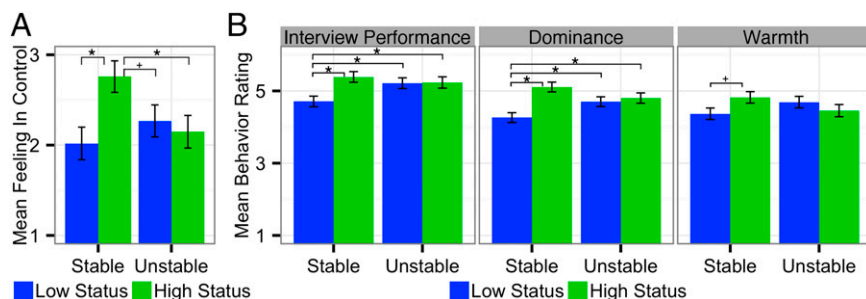 A
Mean Feeling In Control
3
2
1
* * +
Stable Unstable
Low Status High Status
B
Mean Behavior Rating
5
3
1
Interview Performance Dominance Warmth
* * *
* * *
+
Stable Unstable Stable Unstable Stable Unstable
Low Status High Status